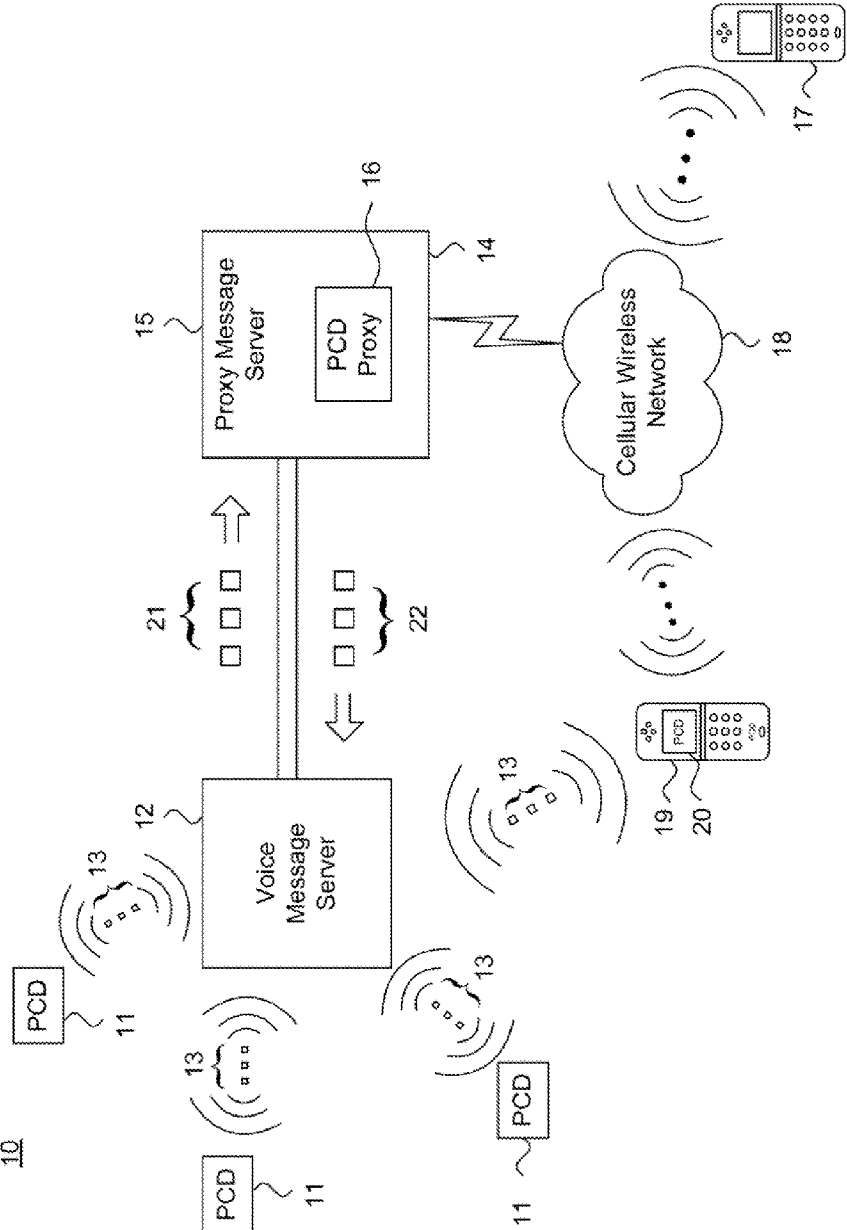 10
PCD
11
13
12
21
15
13
PCD
11
Voice
Message
Server
Proxy Message
Server
PCD
Proxy
16
22
14
13
13
PCD
11
Cellular Wireless
Network
19
PCD
20
18
17